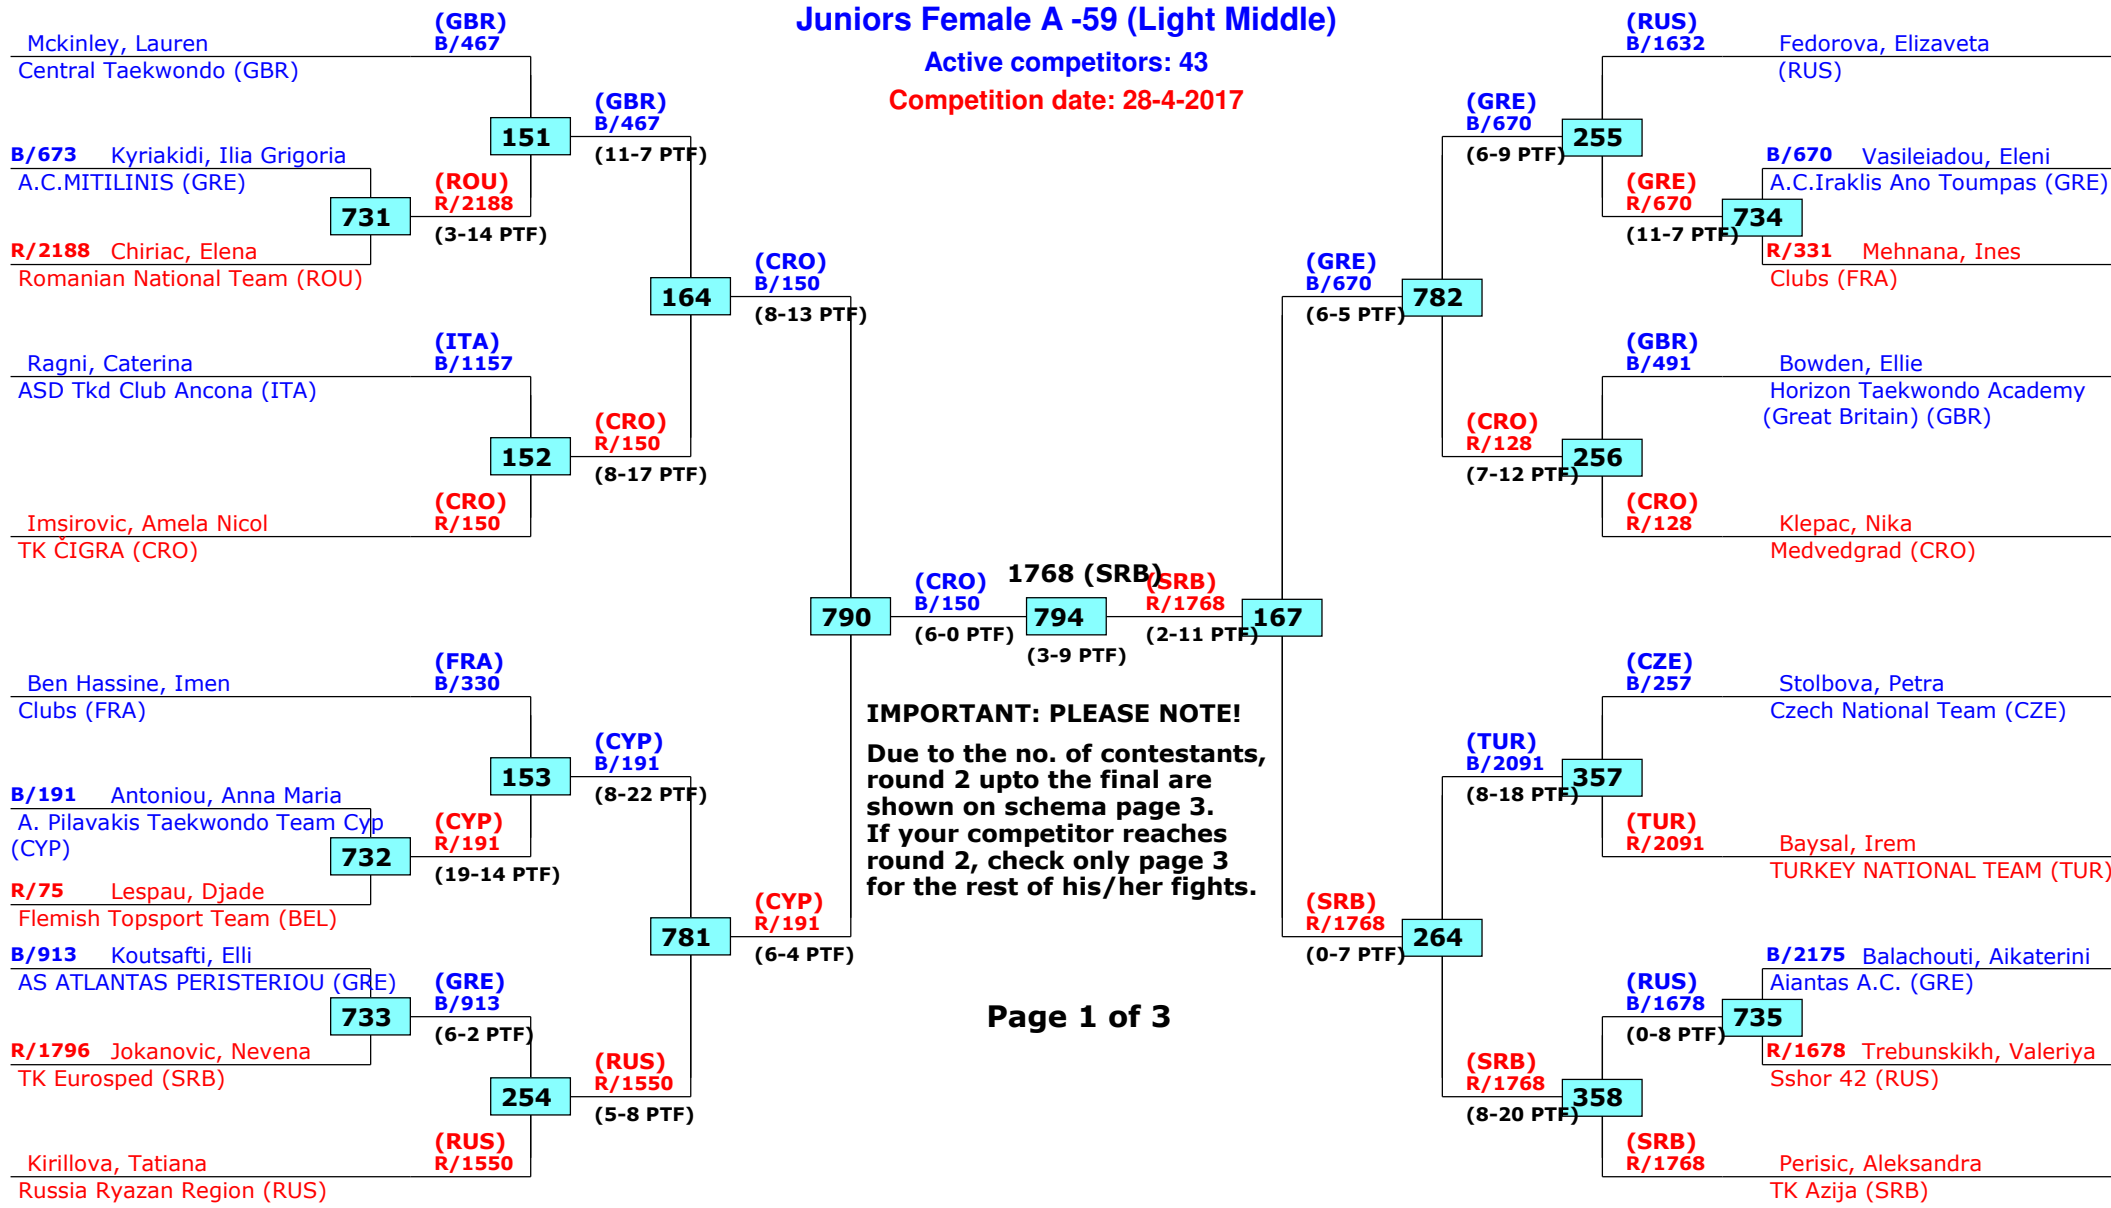 Juniors Female A -59 (Light Middle)
Active competitors: 43
Competition date: 28-4-2017
(GBR)
Mckinley, Lauren B/467
Central Taekwondo (GBR)
151
(GBR)
B/467
(11-7 PTF)
B/673 Kyriakidi, Ilia Grigoria
A.C.MITILINIS (GRE)
731
(ROU)
R/2188
(3-14 PTF)
R/2188 Chiriac, Elena
Romanian National Team (ROU)
164
(CRO)
B/150
(8-13 PTF)
(ITA)
Ragni, Caterina B/1157
ASD Tkd Club Ancona (ITA)
152
(CRO)
R/150
(8-17 PTF)
(CRO)
Imsirovic, Amela Nicol R/150
TK ČIGRA (CRO)
790
(CRO)
B/150
(6-0 PTF)
1768 (SRB)
794
(3-9 PTF)
(SRB)
R/1768
(2-11 PTF)
167
(FRA)
Ben Hassine, Imen B/330
Clubs (FRA)
153
(CYP)
B/191
(8-22 PTF)
B/191 Antoniou, Anna Maria
A. Pilavakis Taekwondo Team Cyp
(CYP)
732
(CYP)
R/191
(19-14 PTF)
R/75 Lespau, Djade
Flemish Topsport Team (BEL)
781
(CYP)
R/191
(6-4 PTF)
B/913 Koutsafti, Elli
AS ATLANTAS PERISTERIOU (GRE)
733
(GRE)
B/913
(6-2 PTF)
R/1796 Jokanovic, Nevena
TK Eurosped (SRB)
254
(RUS)
R/1550
(5-8 PTF)
(RUS)
Kirillova, Tatiana R/1550
Russia Ryazan Region (RUS)
IMPORTANT: PLEASE NOTE!
Due to the no. of contestants,
round 2 upto the final are
shown on schema page 3.
If your competitor reaches
round 2, check only page 3
for the rest of his/her fights.
Page 1 of 3
(RUS)
B/1632 Fedorova, Elizaveta
(RUS)
(GRE)
B/670
(6-9 PTF)
255
B/670 Vasileiadou, Eleni
A.C.Iraklis Ano Toumpas (GRE)
(GRE)
R/670
(11-7 PTF)
734
R/331 Mehnana, Ines
Clubs (FRA)
(GRE)
B/670
(6-5 PTF)
782
(GBR)
B/491 Bowden, Ellie
Horizon Taekwondo Academy
(Great Britain) (GBR)
(CRO)
R/128
(7-12 PTF)
256
(CRO)
R/128 Klepac, Nika
Medvedgrad (CRO)
(CZE)
B/257 Stolbova, Petra
Czech National Team (CZE)
(TUR)
B/2091
(8-18 PTF)
357
(TUR)
R/2091 Baysal, Irem
TURKEY NATIONAL TEAM (TUR)
(SRB)
R/1768
(0-7 PTF)
264
B/2175 Balachouti, Aikaterini
Aiantas A.C. (GRE)
(RUS)
B/1678
(0-8 PTF)
735
R/1678 Trebunskikh, Valeriya
Sshor 42 (RUS)
(SRB)
R/1768
(8-20 PTF)
358
(SRB)
R/1768 Perisic, Aleksandra
TK Azija (SRB)